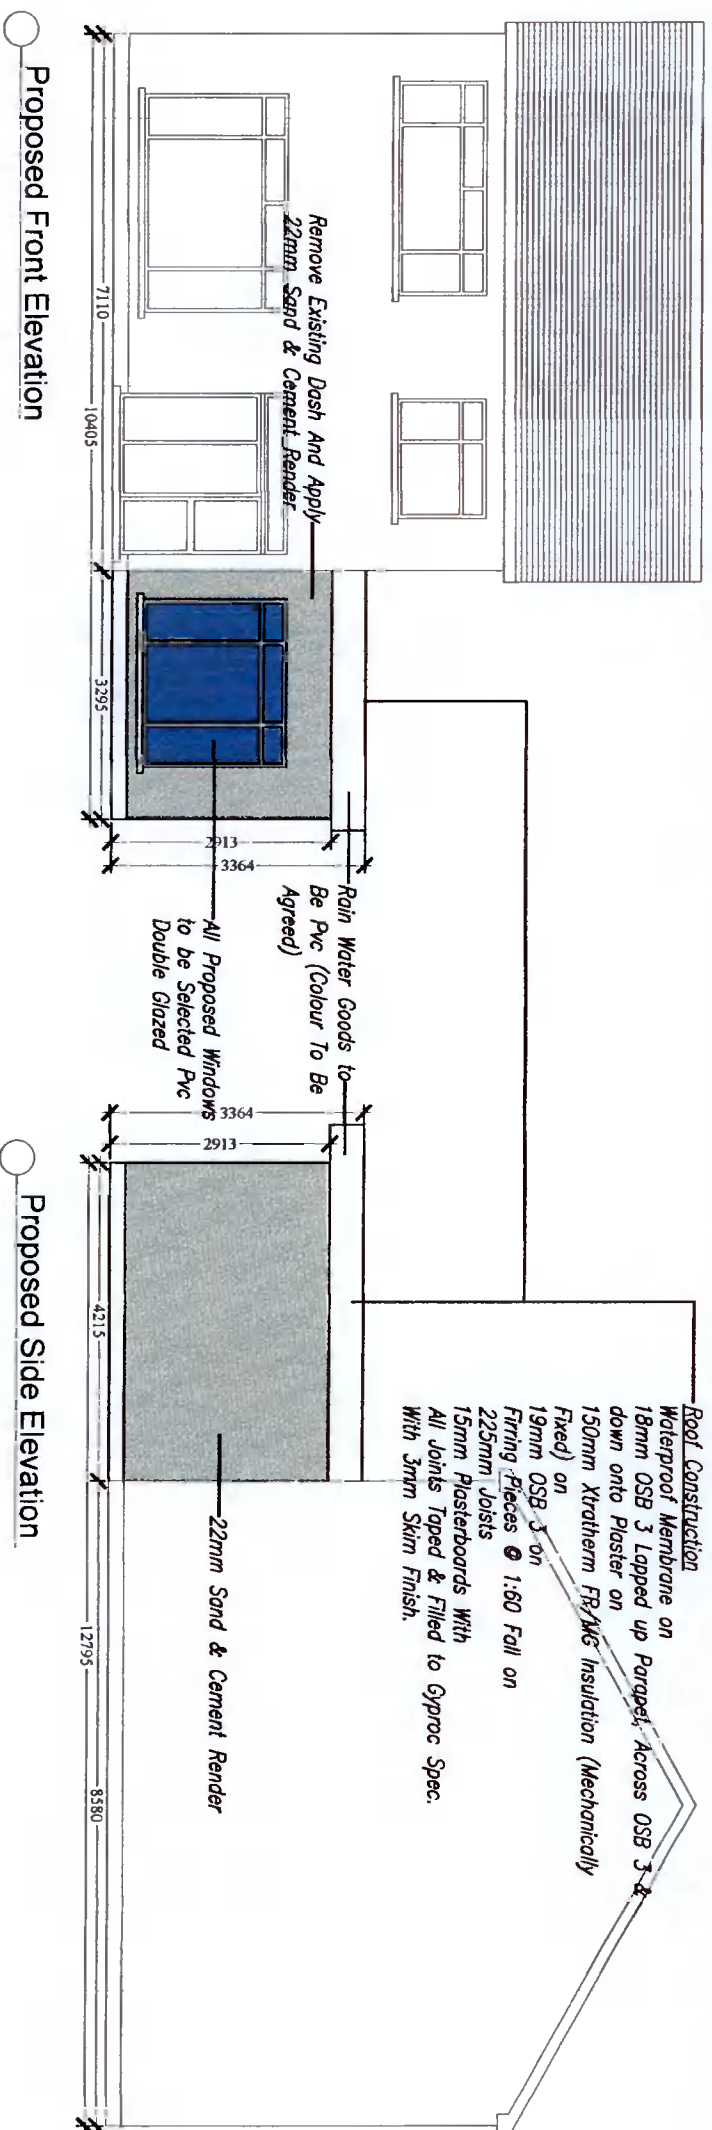 Roof Construction
Waterproof Membrane on
18mm OSB 3 Lapped up Parapet, Across OSB 3 &
down onto Plaster on
150mm Xtratherm FR/MG Insulation (Mechanically
Fixed) on
19mm OSB 3 on
Firring Pieces @ 1:60 Fall on
225mm Joists
15mm Plasterboards With
All Joints Taped & Filled to Gyproc Spec.
With 3mm Skim Finish.
Remove Existing Dash And Apply
22mm Sand & Cement Render
Rain Water Goods to
Be Pvc (Colour To Be
Agreed)
All Proposed Windows
to be Selected Pvc
Double Glazed
22mm Sand & Cement Render
2913
3364
3364
2913
7110
3295
10405
4215
8580
12795
Proposed Front Elevation
Proposed Side Elevation